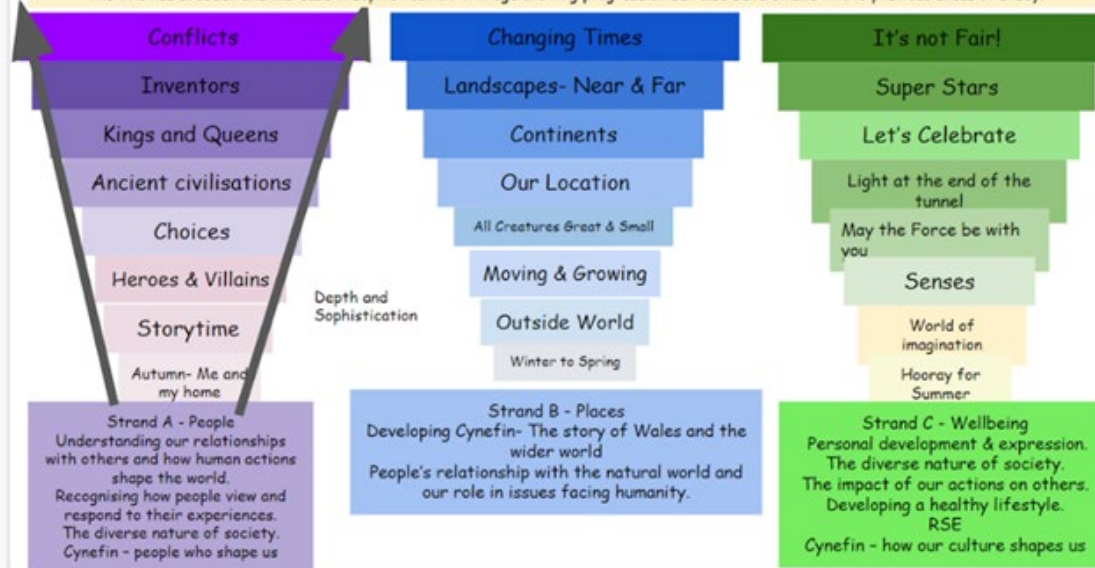 Conflicts
Inventors
Kings and Queens
Ancient civilisations
Choices
Heroes & Villains
Storytime
Autumn- Me and
my home
Strand A - People
Understanding our relationships
with others and how human actions
shape the world.
Recognising how people view and
respond to their experiences.
The diverse nature of society.
Cynefin – people who shape us
Depth and
Sophistication
Changing Times
Landscapes- Near & Far
Continents
Our Location
All Creatures Great & Small
Moving & Growing
Outside World
Winter to Spring
Strand B - Places
Developing Cynefin- The story of Wales and the
wider world
People's relationship with the natural world and
our role in issues facing humanity.
It's not Fair!
Super Stars
Let's Celebrate
Light at the end of the
tunnel
May the Force be with
you
Senses
World of
imagination
Hooray for
Summer
Strand C - Wellbeing
Personal development & expression.
The diverse nature of society.
The impact of our actions on others.
Developing a healthy lifestyle.
RSE
Cynefin – how our culture shapes us